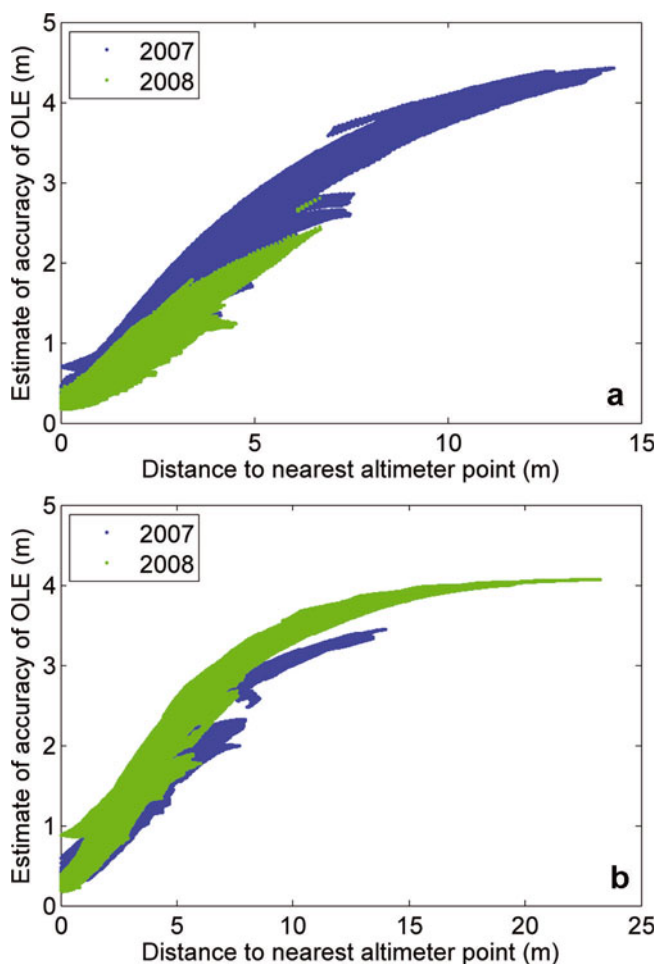 5
4
3
2
1
0
Estimate of accuracy of OLE (m)
2007
2008
a
0 5 10 15
Distance to nearest altimeter point (m)
5
4
3
2
1
0
Estimate of accuracy of OLE (m)
2007
2008
b
0 5 10 15 20 25
Distance to nearest altimeter point (m)